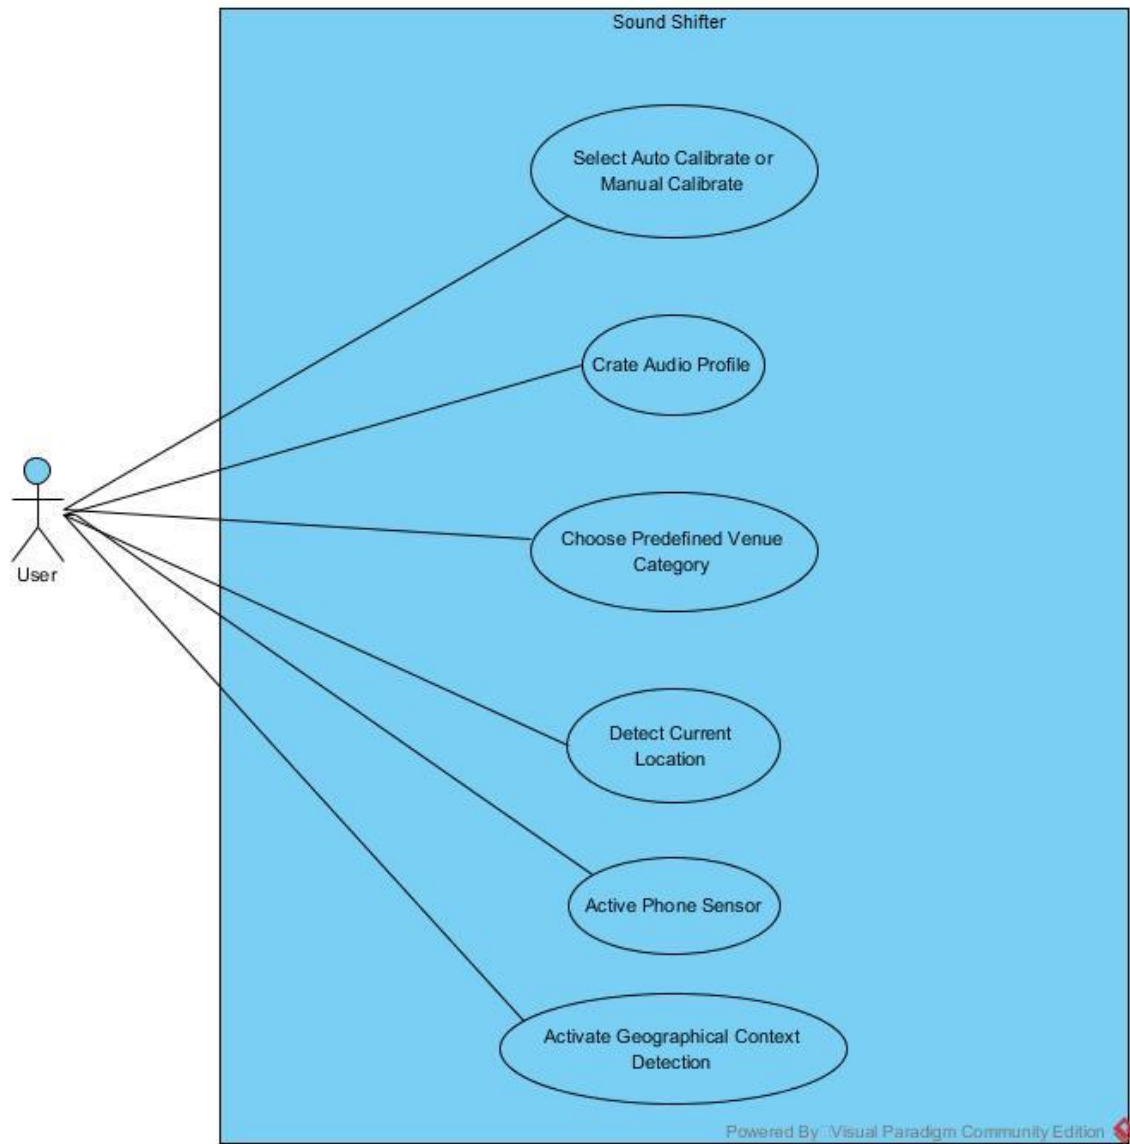 Sound Shifter
Select Auto Calibrate or
Manual Calibrate
Crate Audio Profile
Choose Predefined Venue
Category
User
Detect Current
Location
Active Phone Sensor
Activate Geographical Context
Detection
Powered By Visual Paradigm Community Edition